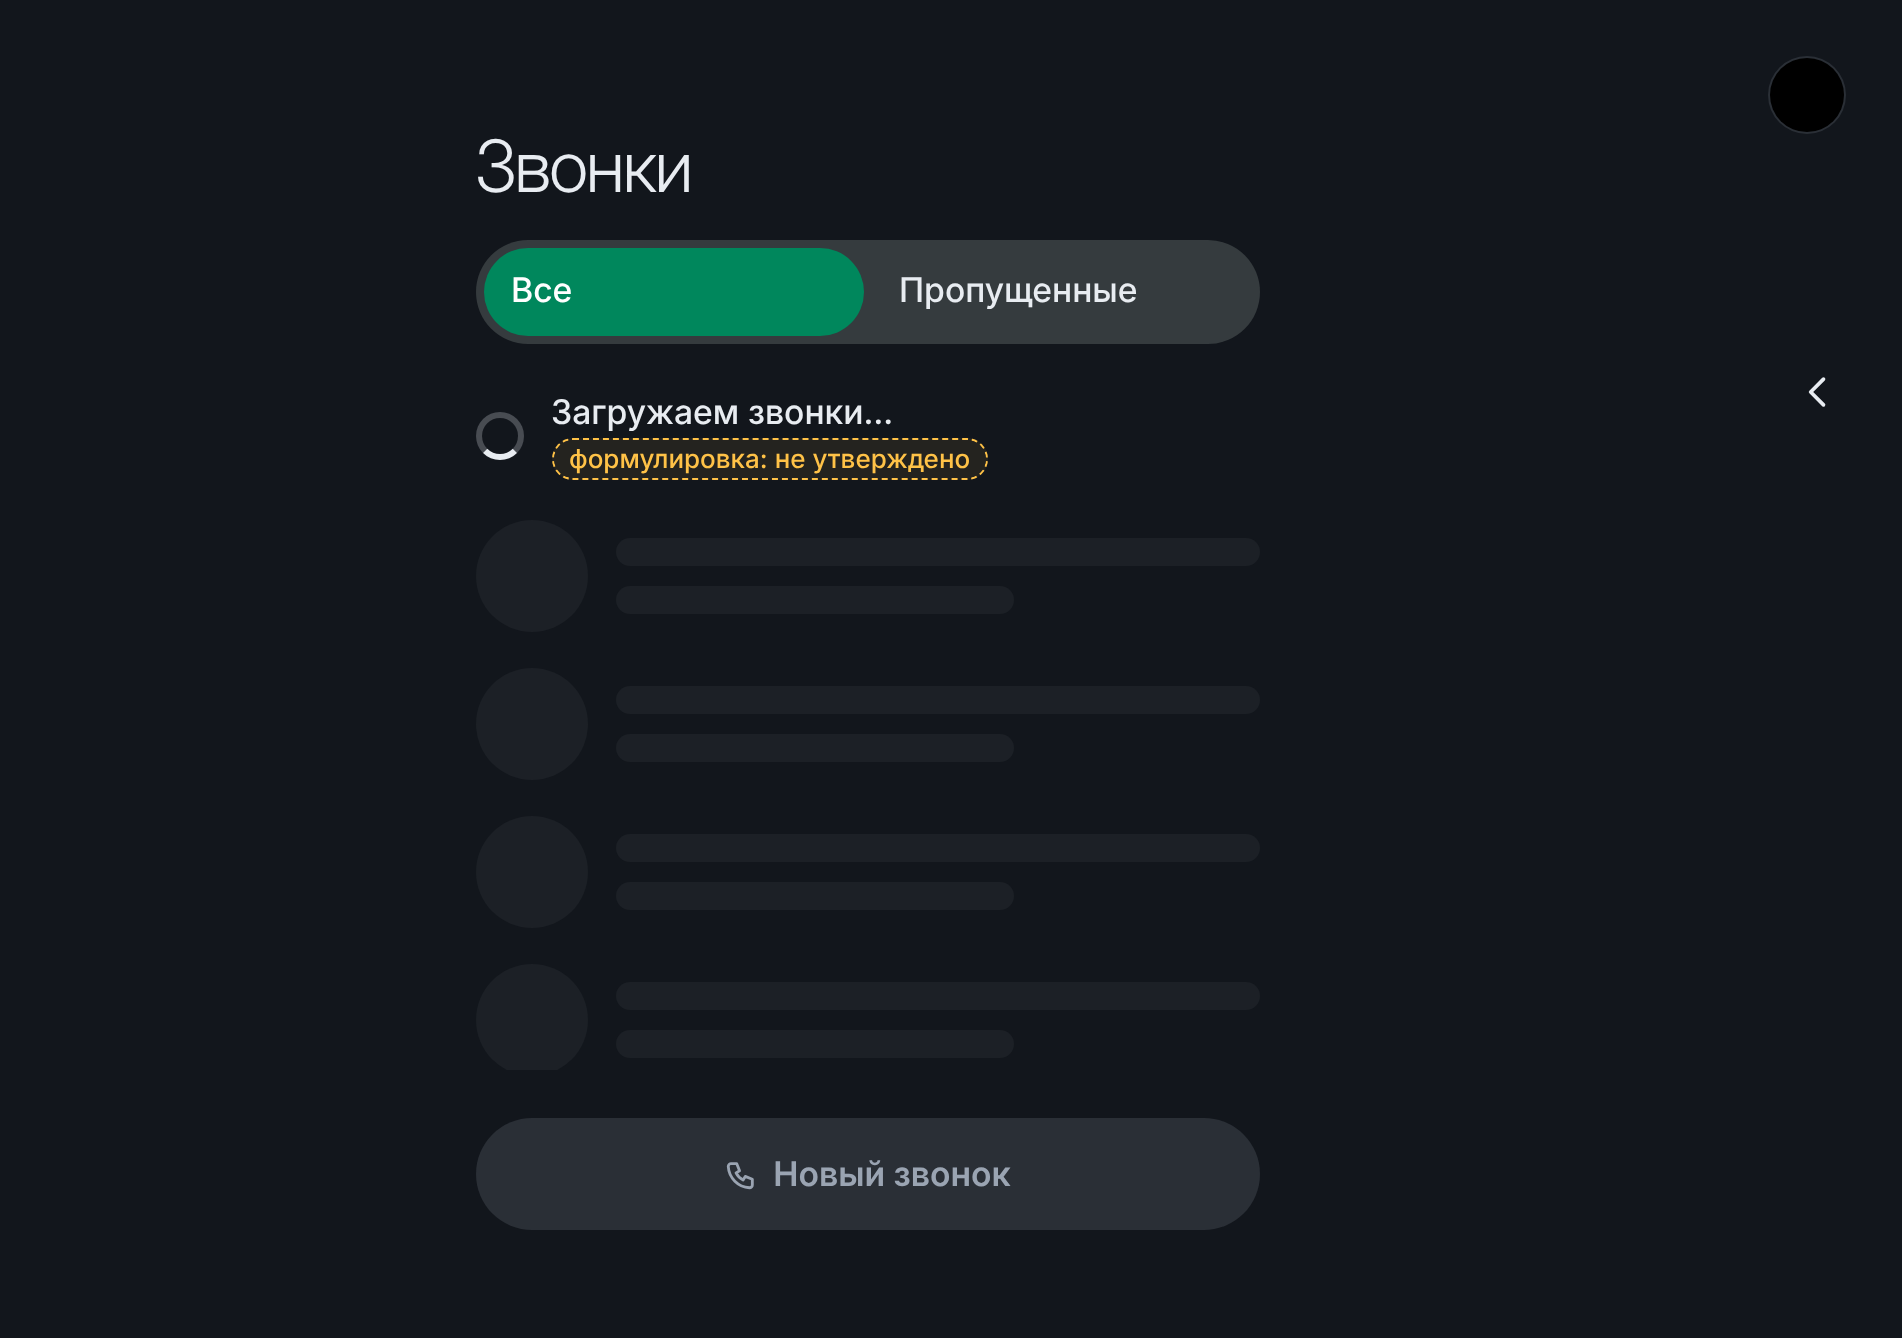 Звонки
Все
Пропущенные
Загружаем звонки...
формулировка: не утверждено
Новый звонок